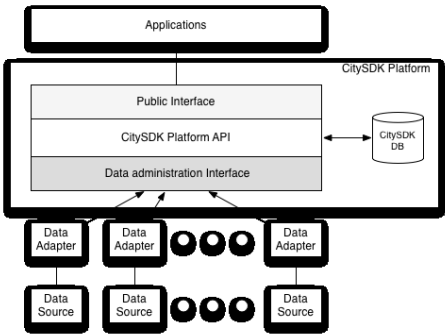 Applications
CitySDK Platform
Public Interface
CitySDK Platform API
CitySDK
DB
Data administration Interface
Data
Adapter
Data
Adapter
Data
Adapter
Data
Source
Data
Source
Data
Source